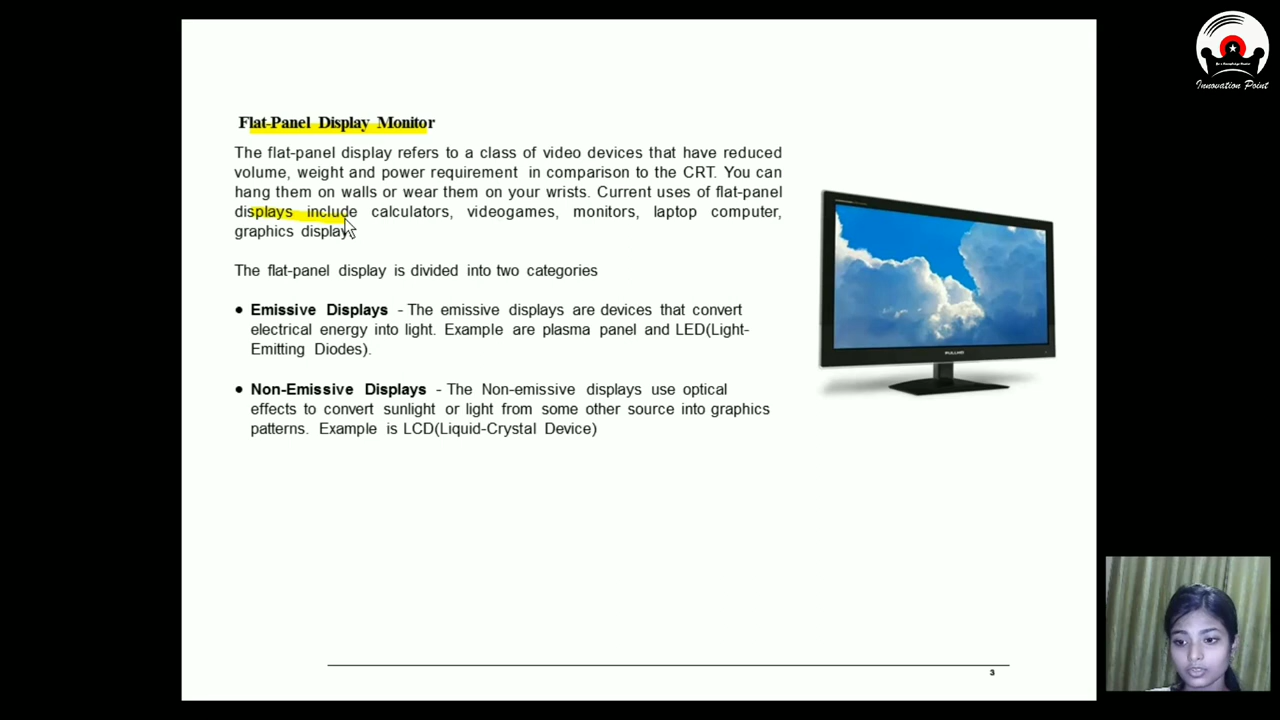 Flat-Panel Display Monitor
The flat-panel display refers to a class of video devices that have reduced
volume, weight and power requirement in comparison to the CRT. You can
hang them on walls or wear them on your wrists. Current uses of flat-panel
displays include calculators, videogames, monitors, laptop computer,
graphics display.
The flat-panel display is divided into two categories
● Emissive Displays - The emissive displays are devices that convert
electrical energy into light. Example are plasma panel and LED(Light-
Emitting Diodes).
● Non-Emissive Displays - The Non-emissive displays use optical
effects to convert sunlight or light from some other source into graphics
patterns. Example is LCD(Liquid-Crystal Device)
3
Innovation Point